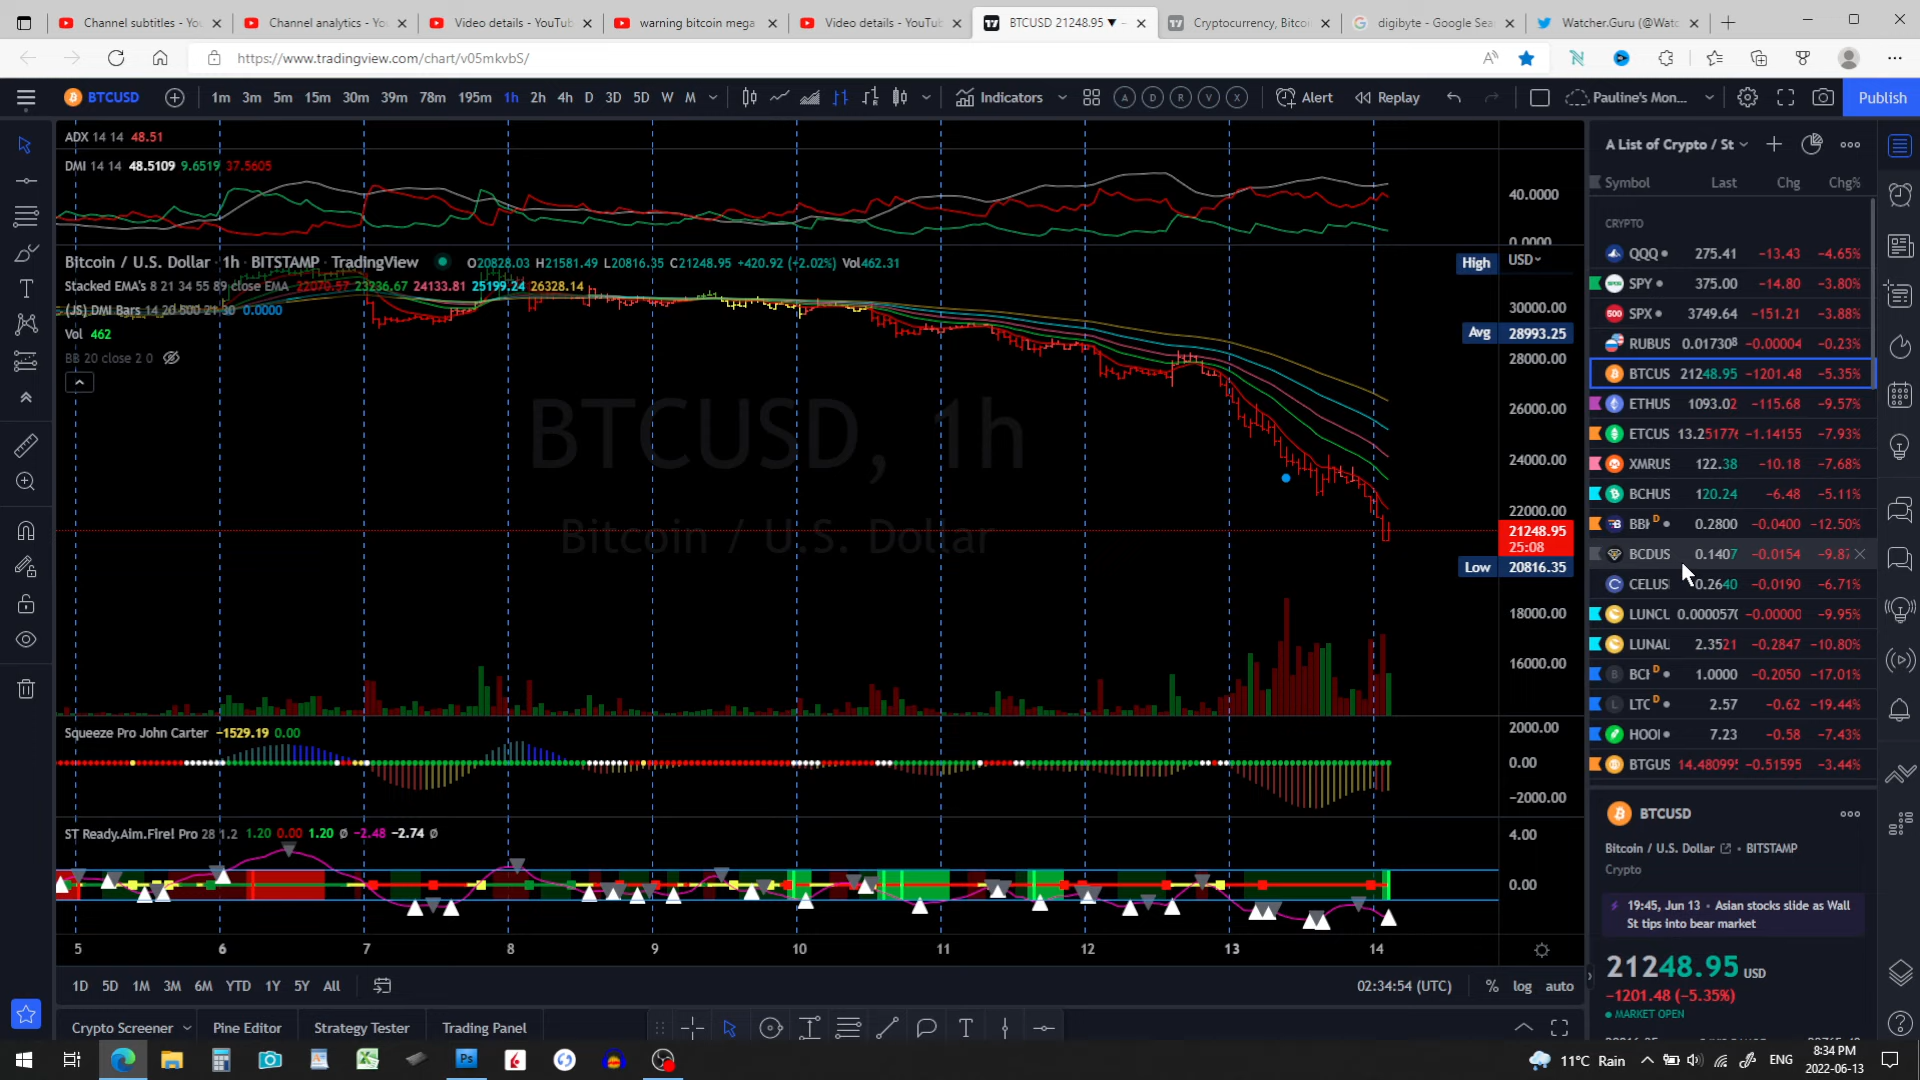 Channel subtitles - Yo
Channel analytics - Yo
Video details - YouTub
warning bitcoin mega
Video details - YouTub
BTCUSD 21248.95 ▼ −
Cryptocurrency, Bitcoi
digibyte - Google Sea
Watcher.Guru (@Watc
https://www.tradingview.com/chart/v05mkvbS/
BTCUSD
1m 3m 5m 15m 30m 39m 78m 195m 1h 2h 4h D 3D 5D W M
Indicators
A D R V X
Alert
Replay
Pauline's Mon...
Publish
ADX 14 14 48.51
DMI 14 14 48.5109 9.6519 37.5605
40.0000
0.0000
Bitcoin / U.S. Dollar · 1h · BITSTAMP · TradingView
O20828.03 H21581.49 L20816.35 C21248.95 +420.92 (+2.02%) Vol462.31
Stacked EMA's 8 21 34 55 89 close EMA 22070.57 23236.67 24133.81 25199.24 26328.14
(JS) DMI Bars 14 20 500 21 30 0.0000
Vol 462
BB 20 close 2 0
BTCUSD, 1h
Bitcoin / U.S. Dollar
High
USD
30000.00
Avg 28993.25
28000.00
26000.00
24000.00
22000.00
21248.95
25:08
Low 20816.35
18000.00
16000.00
Squeeze Pro John Carter −1529.19 0.00
2000.00
0.00
−2000.00
ST Ready.Aim.Fire! Pro 28 1.2 1.20 0.00 1.20 ø −2.48 −2.74 ø
4.00
0.00
5 6 7 8 9 10 11 12 13 14
1D 5D 1M 3M 6M YTD 1Y 5Y All
02:34:54 (UTC)
% log auto
Crypto Screener
Pine Editor
Strategy Tester
Trading Panel
A List of Crypto / St
Symbol Last Chg Chg%
CRYPTO
QQQ 275.41 −13.43 −4.65%
SPY 375.00 −14.80 −3.80%
SPX 3749.64 −151.21 −3.88%
RUBUS 0.01730⁸ −0.00004 −0.23%
BTCUS 21248.95 −1201.48 −5.35%
ETHUS 1093.02 −115.68 −9.57%
ETCUS 13.25177 −1.14155 −7.93%
XMRUS 122.38 −10.18 −7.68%
BCHUS 120.24 −6.48 −5.11%
D 0.2800 −0.0400 −12.50%
BCDUS 0.1407 −0.0154 −9.8
CELUS 0.2640 −0.0190 −6.71%
LUNCU 0.000057 −0.00000 −9.95%
LUNAU 2.3521 −0.2847 −10.80%
D 1.0000 −0.2050 −17.01%
LTC D 2.57 −0.62 −19.44%
HOO 7.23 −0.58 −7.43%
BTGUS 14.48099 −0.51595 −3.44%
BTCUSD
Bitcoin / U.S. Dollar • BITSTAMP
Crypto
19:45, Jun 13 • Asian stocks slide as Wall
St tips into bear market
21248.95 USD
−1201.48 (−5.35%)
MARKET OPEN
11°C Rain
ENG
8:34 PM
2022-06-13